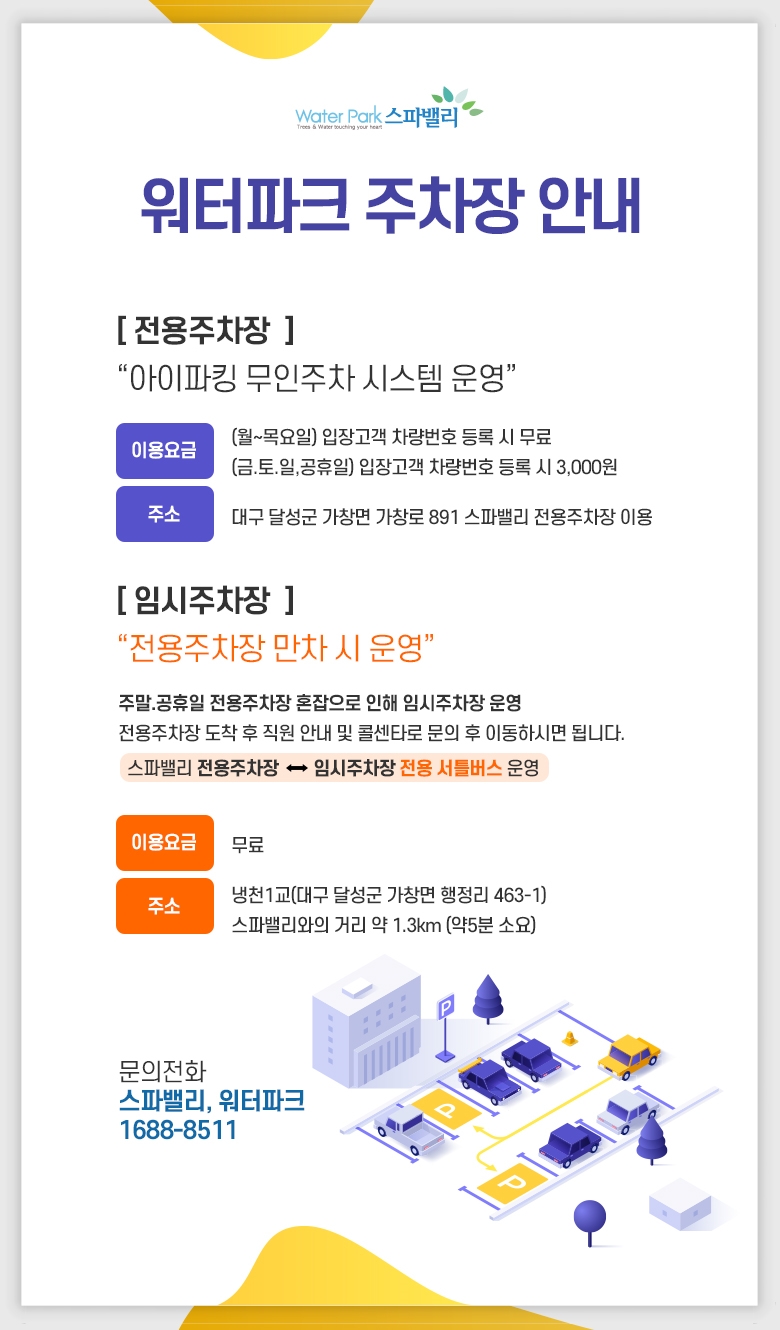 Water Park 스파밸리
Trees & Water touching your heart
워터파크 주차장 안내
[ 전용주차장 ]
“아이파킹 무인주차 시스템 운영”
이용요금
(월~목요일) 입장고객 차량번호 등록 시 무료
(금.토.일,공휴일) 입장고객 차량번호 등록 시 3,000원
주소
대구 달성군 가창면 가창로 891 스파밸리 전용주차장 이용
[ 임시주차장 ]
“전용주차장 만차 시 운영”
주말.공휴일 전용주차장 혼잡으로 인해 임시주차장 운영
전용주차장 도착 후 직원 안내 및 콜센타로 문의 후 이동하시면 됩니다.
스파밸리 전용주차장 ↔ 임시주차장 전용 서틀버스 운영
이용요금
무료
주소
냉천1교(대구 달성군 가창면 행정리 463-1)
스파밸리와의 거리 약 1.3km (약5분 소요)
P
P
P
문의전화
스파밸리, 워터파크
1688-8511